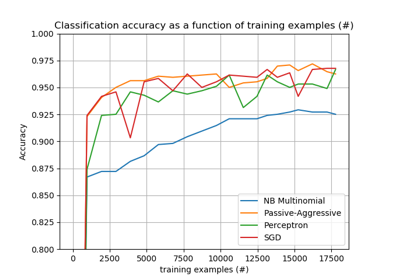 Classification accuracy as a function of training examples (#)
1.000
0.975
0.950
0.925
0.900
0.875
0.850
0.825
0.800
Accuracy
0 2500 5000 7500 10000 12500 15000 17500
training examples (#)
NB Multinomial
Passive-Aggressive
Perceptron
SGD